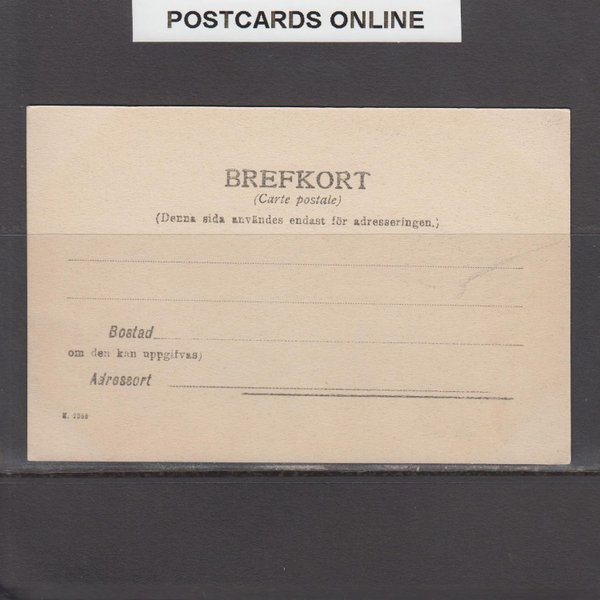 POSTCARDS ONLINE
BREFKORT
(Carte postale)
(Denna sida användes endast för adresseringen.)
Bostad
om den kan uppgifvas)
Adressort